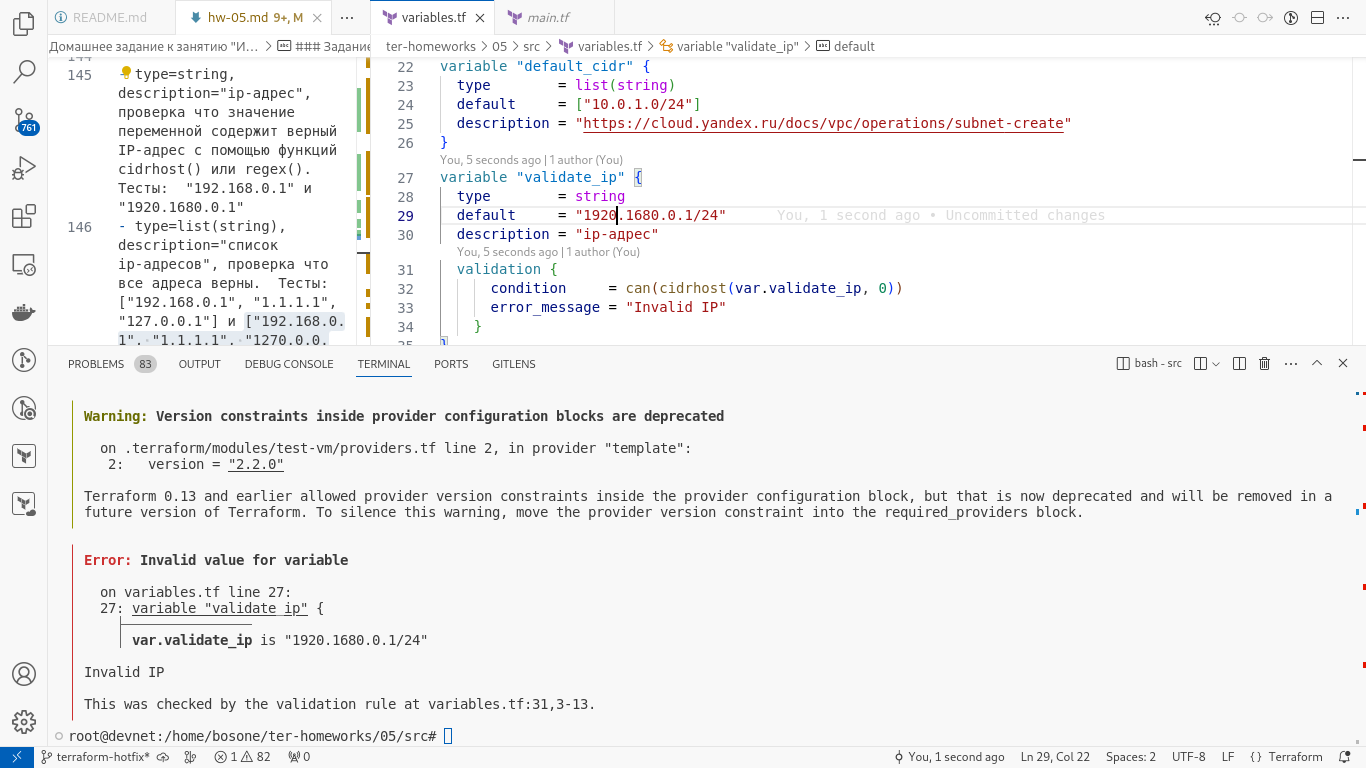 README.md
hw-05.md 9+, M
variables.tf
main.tf
Домашнее задание к занятию "И…
### Задание
ter-homeworks
05
src
variables.tf
variable "validate_ip"
default
761
144
145
- type=string,
description="ip-адрес",
проверка что значение
переменной содержит верный
IP-адрес с помощью функций
cidrhost() или regex().
Тесты:  "192.168.0.1" и
"1920.1680.0.1"
146
- type=list(string),
description="список
ip-адресов", проверка что
все адреса верны.  Тесты:
["192.168.0.1", "1.1.1.1",
"127.0.0.1"] и ["192.168.0.
1", "1.1.1.1", "1270.0.0.
22 variable "default_cidr" {
23   type        = list(string)
24   default     = ["10.0.1.0/24"]
25   description = "https://cloud.yandex.ru/docs/vpc/operations/subnet-create"
26 }
You, 5 seconds ago | 1 author (You)
27 variable "validate_ip" {
28   type        = string
29   default     = "1920.1680.0.1/24"      You, 1 second ago • Uncommitted changes
30   description = "ip-адрес"
You, 5 seconds ago | 1 author (You)
31   validation {
32       condition     = can(cidrhost(var.validate_ip, 0))
33       error_message = "Invalid IP"
34     }
35 }
PROBLEMS 83
OUTPUT
DEBUG CONSOLE
TERMINAL
PORTS
GITLENS
bash - src
Warning: Version constraints inside provider configuration blocks are deprecated
on .terraform/modules/test-vm/providers.tf line 2, in provider "template":
2:   version = "2.2.0"
Terraform 0.13 and earlier allowed provider version constraints inside the provider configuration block, but that is now deprecated and will be removed in a
future version of Terraform. To silence this warning, move the provider version constraint into the required_providers block.
Error: Invalid value for variable
on variables.tf line 27:
27: variable "validate_ip" {
var.validate_ip is "1920.1680.0.1/24"
Invalid IP
This was checked by the validation rule at variables.tf:31,3-13.
root@devnet:/home/bosone/ter-homeworks/05/src#
terraform-hotfix*
1
82
0
You, 1 second ago
Ln 29, Col 22
Spaces: 2
UTF-8
LF
{ } Terraform